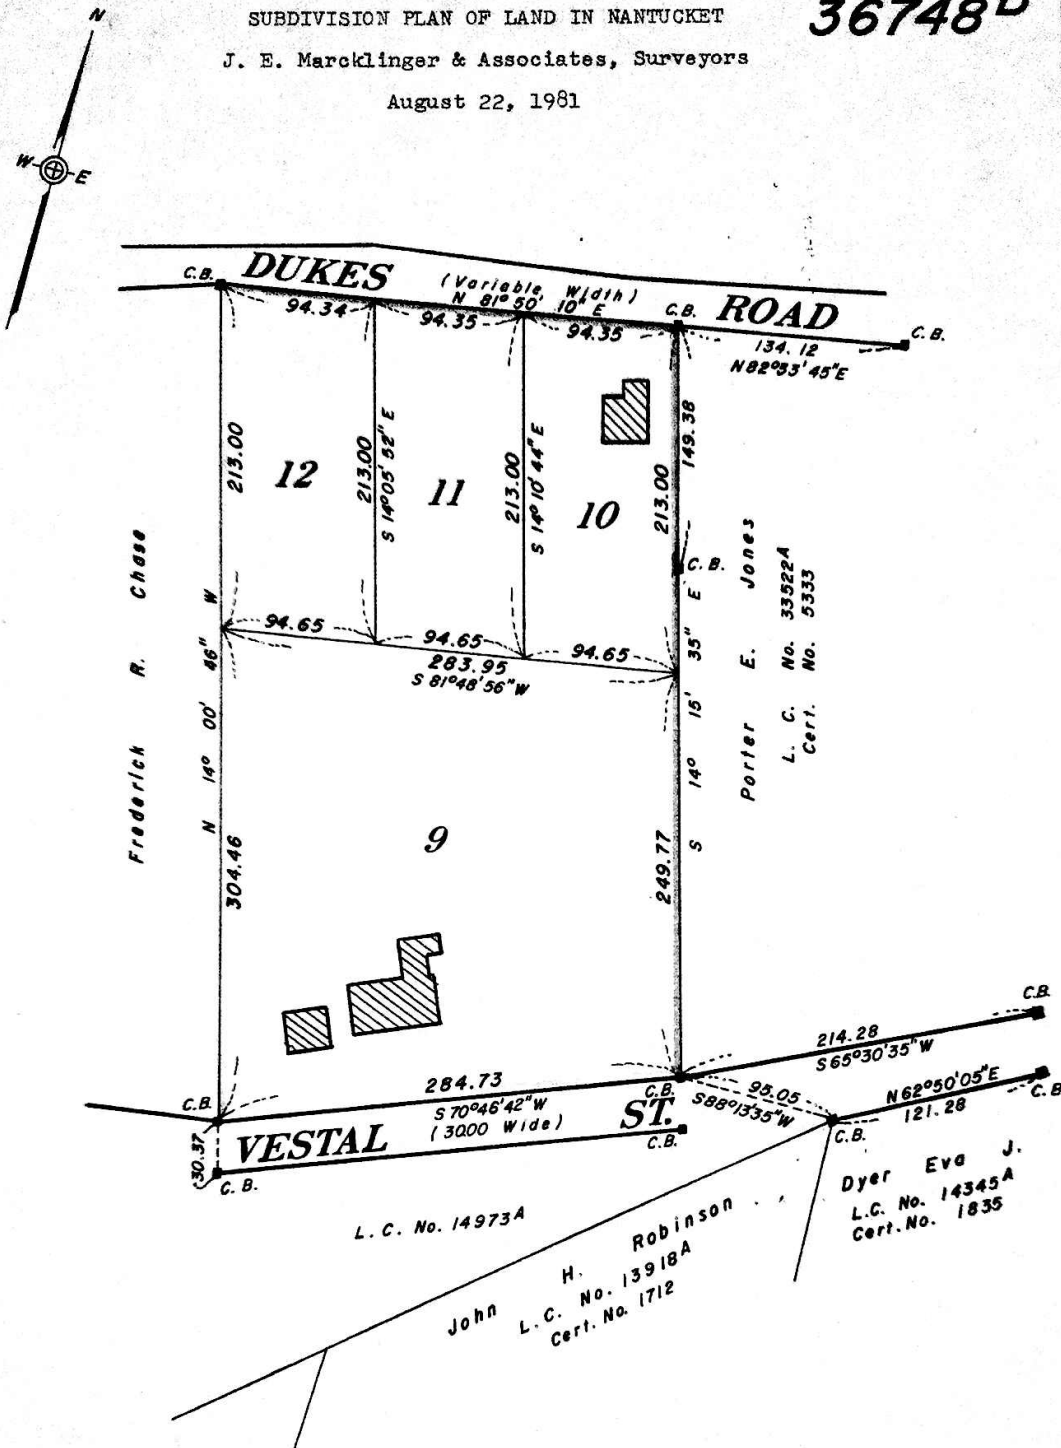 SUBDIVISION PLAN OF LAND IN NANTUCKET
36748D
J. E. Marcklinger & Associates, Surveyors
August 22, 1981
N
W
E
C.B.
DUKES
(Variable Width)
N 81° 50' 10" E
C.B.
ROAD
C.B.
94.34
94.35
94.35
134.12
N82°33'45"E
213.00
12
213.00
S 14° 05' 52" E
11
213.00
S 14° 10' 44" E
10
213.00
149.38
C.B.
94.65
94.65
94.65
283.95
S 81°48'56"W
Frederick R. Chase
N 14° 00' 46" W
304.46
9
249.77
S 14° 15' 35" E
Porter E. Jones
L. C. No. 33522A
Cert. No. 5333
C.B.
284.73
S 70°46'42"W
(30.00 Wide)
C.B.
VESTAL
ST.
C.B.
30.37
C.B.
214.28
S65°30'35"W
C.B.
95.05
S88°13'35"W
N62°50'05"E
121.28
C.B.
C.B.
L.C. No. 14973A
John H. Robinson
L.C. No. 13918A
Cert. No. 1712
Dyer Eva J.
L.C. No. 14345A
Cert. No. 1835